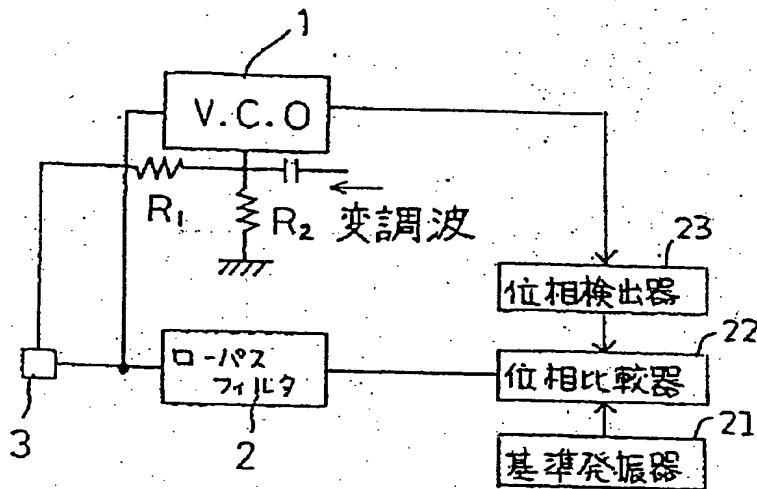 1
V.C.O
R1
R2
変調波
23
位相検出器
22
ローパス
フィルタ
位相比較器
3
2
21
基準発振器